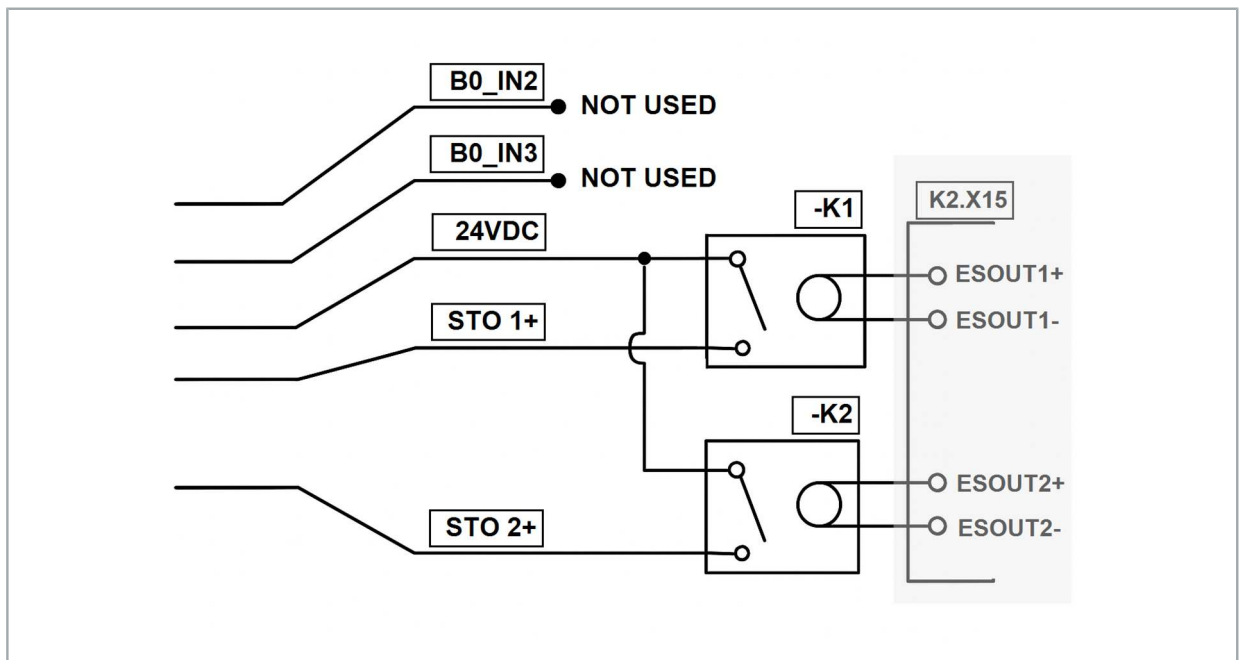 B0_IN2
NOT USED
B0_IN3
NOT USED
24VDC
STO 1+
STO 2+
-K1
-K2
K2.X15
ESOUT1+
ESOUT1-
ESOUT2+
ESOUT2-